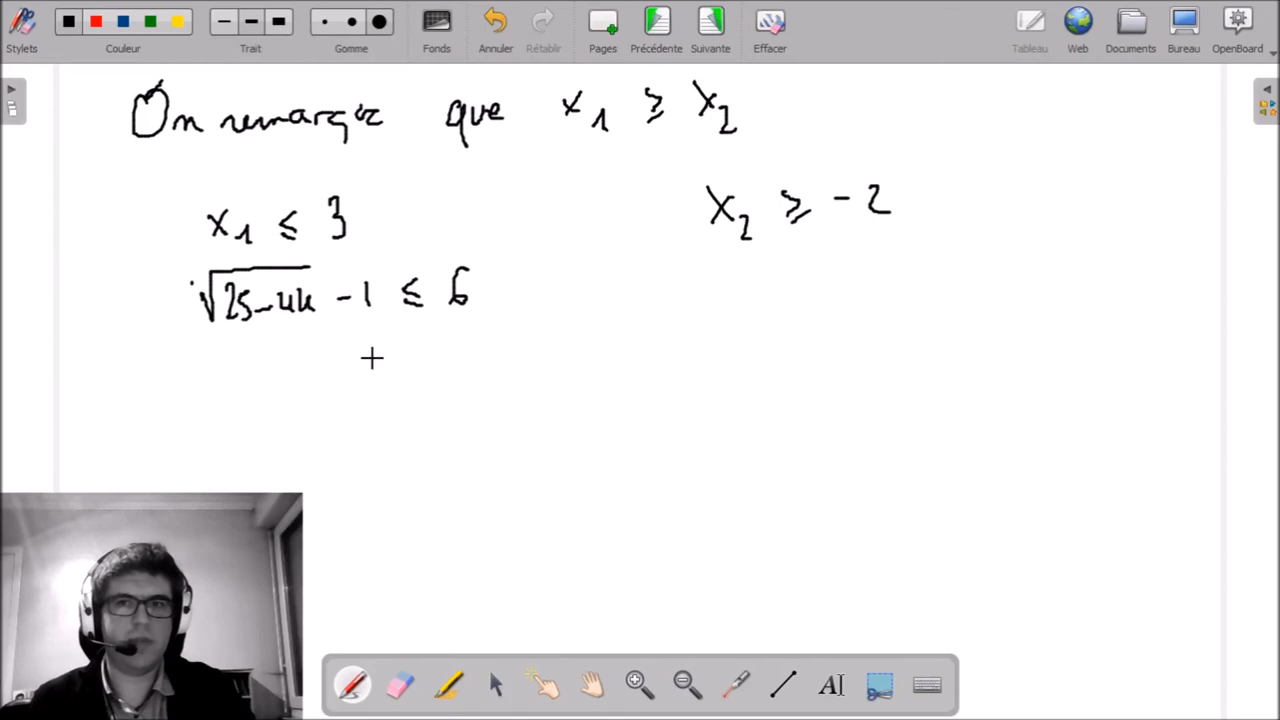 Stylets Couleur Trait Gomme Fonds Annuler Rétablir Pages Précédente Suivante Effacer Tableau Web Documents Bureau OpenBoard
On remarque que x₁ ≥ x₂
x₁ ≤ 3
x₂ ≥ -2
√25-4k - 1 ≤ 6
AI